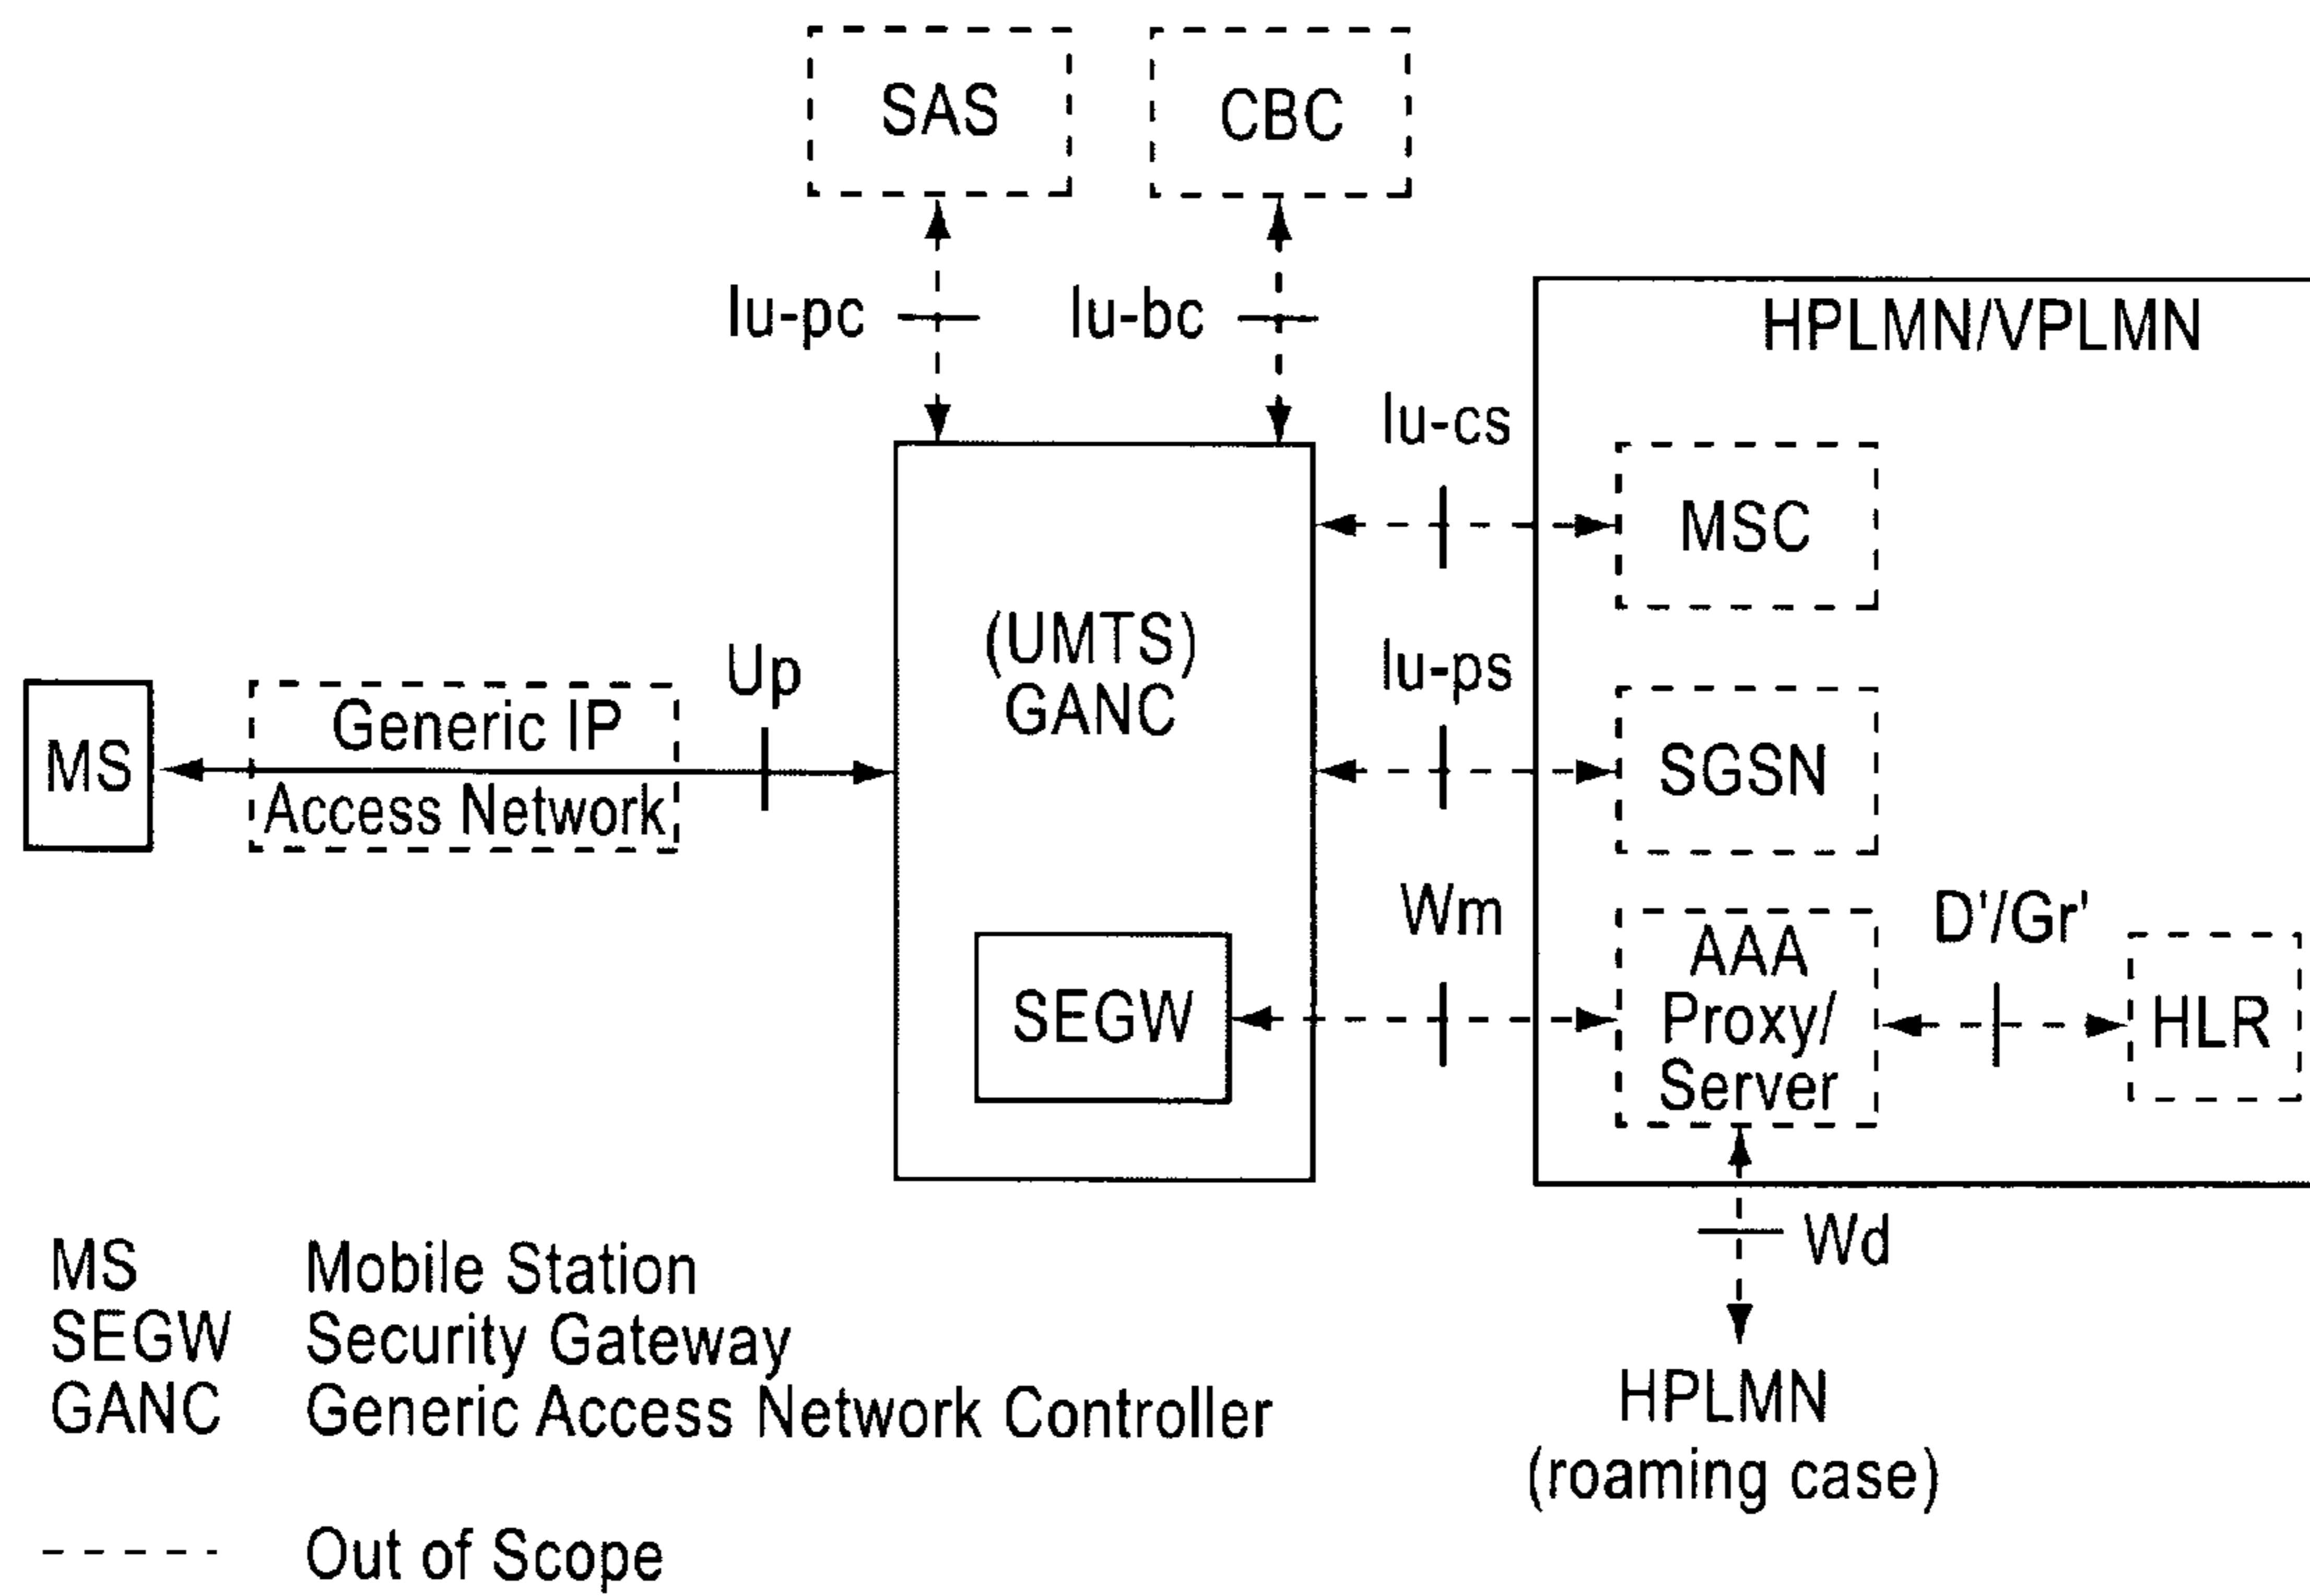 SAS
CBC
Iu-pc
Iu-bc
HPLMN/VPLMN
Iu-cs
MSC
(UMTS)
GANC
Up
Iu-ps
MS
Generic IP
Access Network
SGSN
Wm
D'/Gr'
SEGW
AAA
Proxy/
Server
HLR
Wd
HPLMN
(roaming case)
MS Mobile Station
SEGW Security Gateway
GANC Generic Access Network Controller
Out of Scope